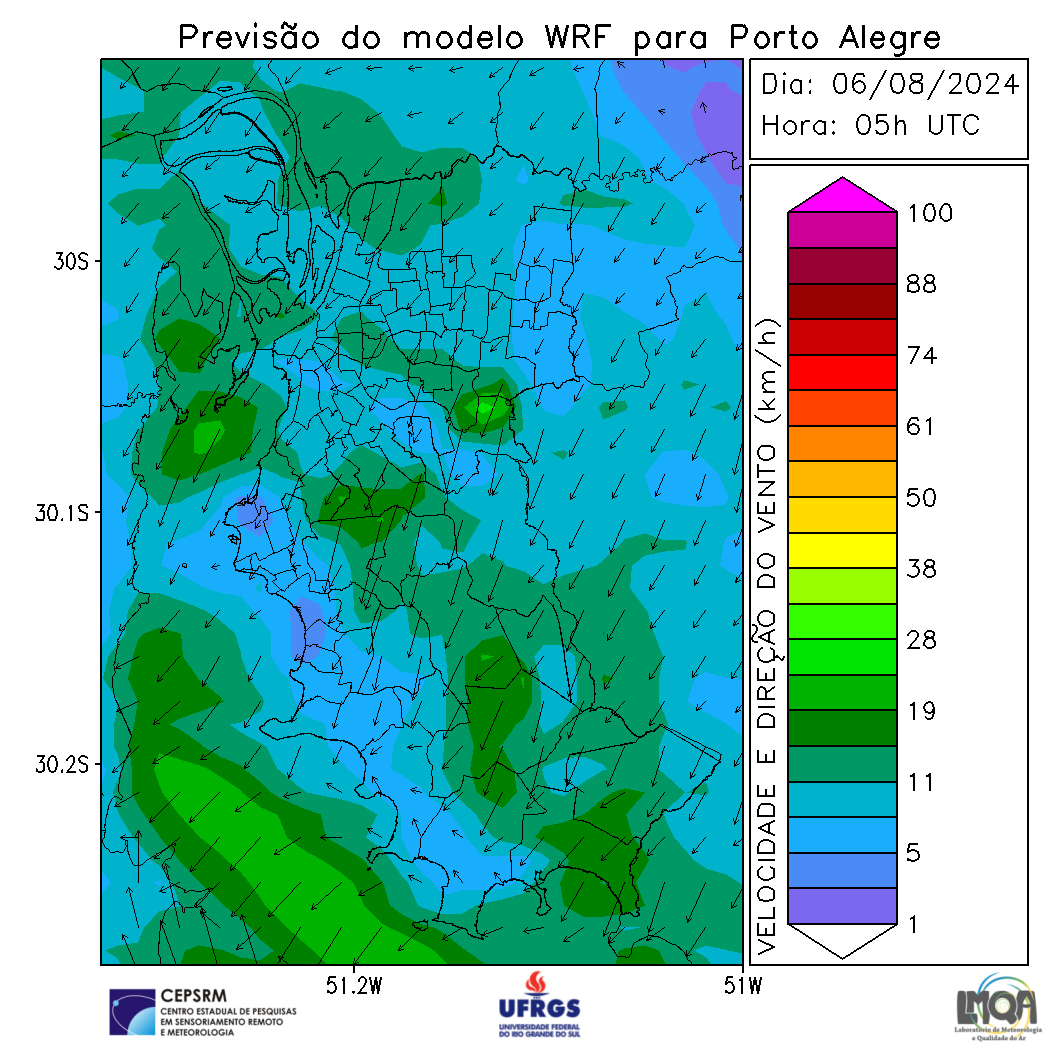 Previsão do modelo WRF para Porto Alegre
Dia: 06/08/2024
Hora: 05h UTC
30S
30.1S
30.2S
51.2W
51W
VELOCIDADE E DIREÇÃO DO VENTO (km/h)
100
88
74
61
50
38
28
19
11
5
1
CEPSRM
CENTRO ESTADUAL DE PESQUISAS
EM SENSORIAMENTO REMOTO
E METEOROLOGIA
UFRGS
UNIVERSIDADE FEDERAL
DO RIO GRANDE DO SUL
LMQA
Laboratório de Meteorologia
e Qualidade do Ar